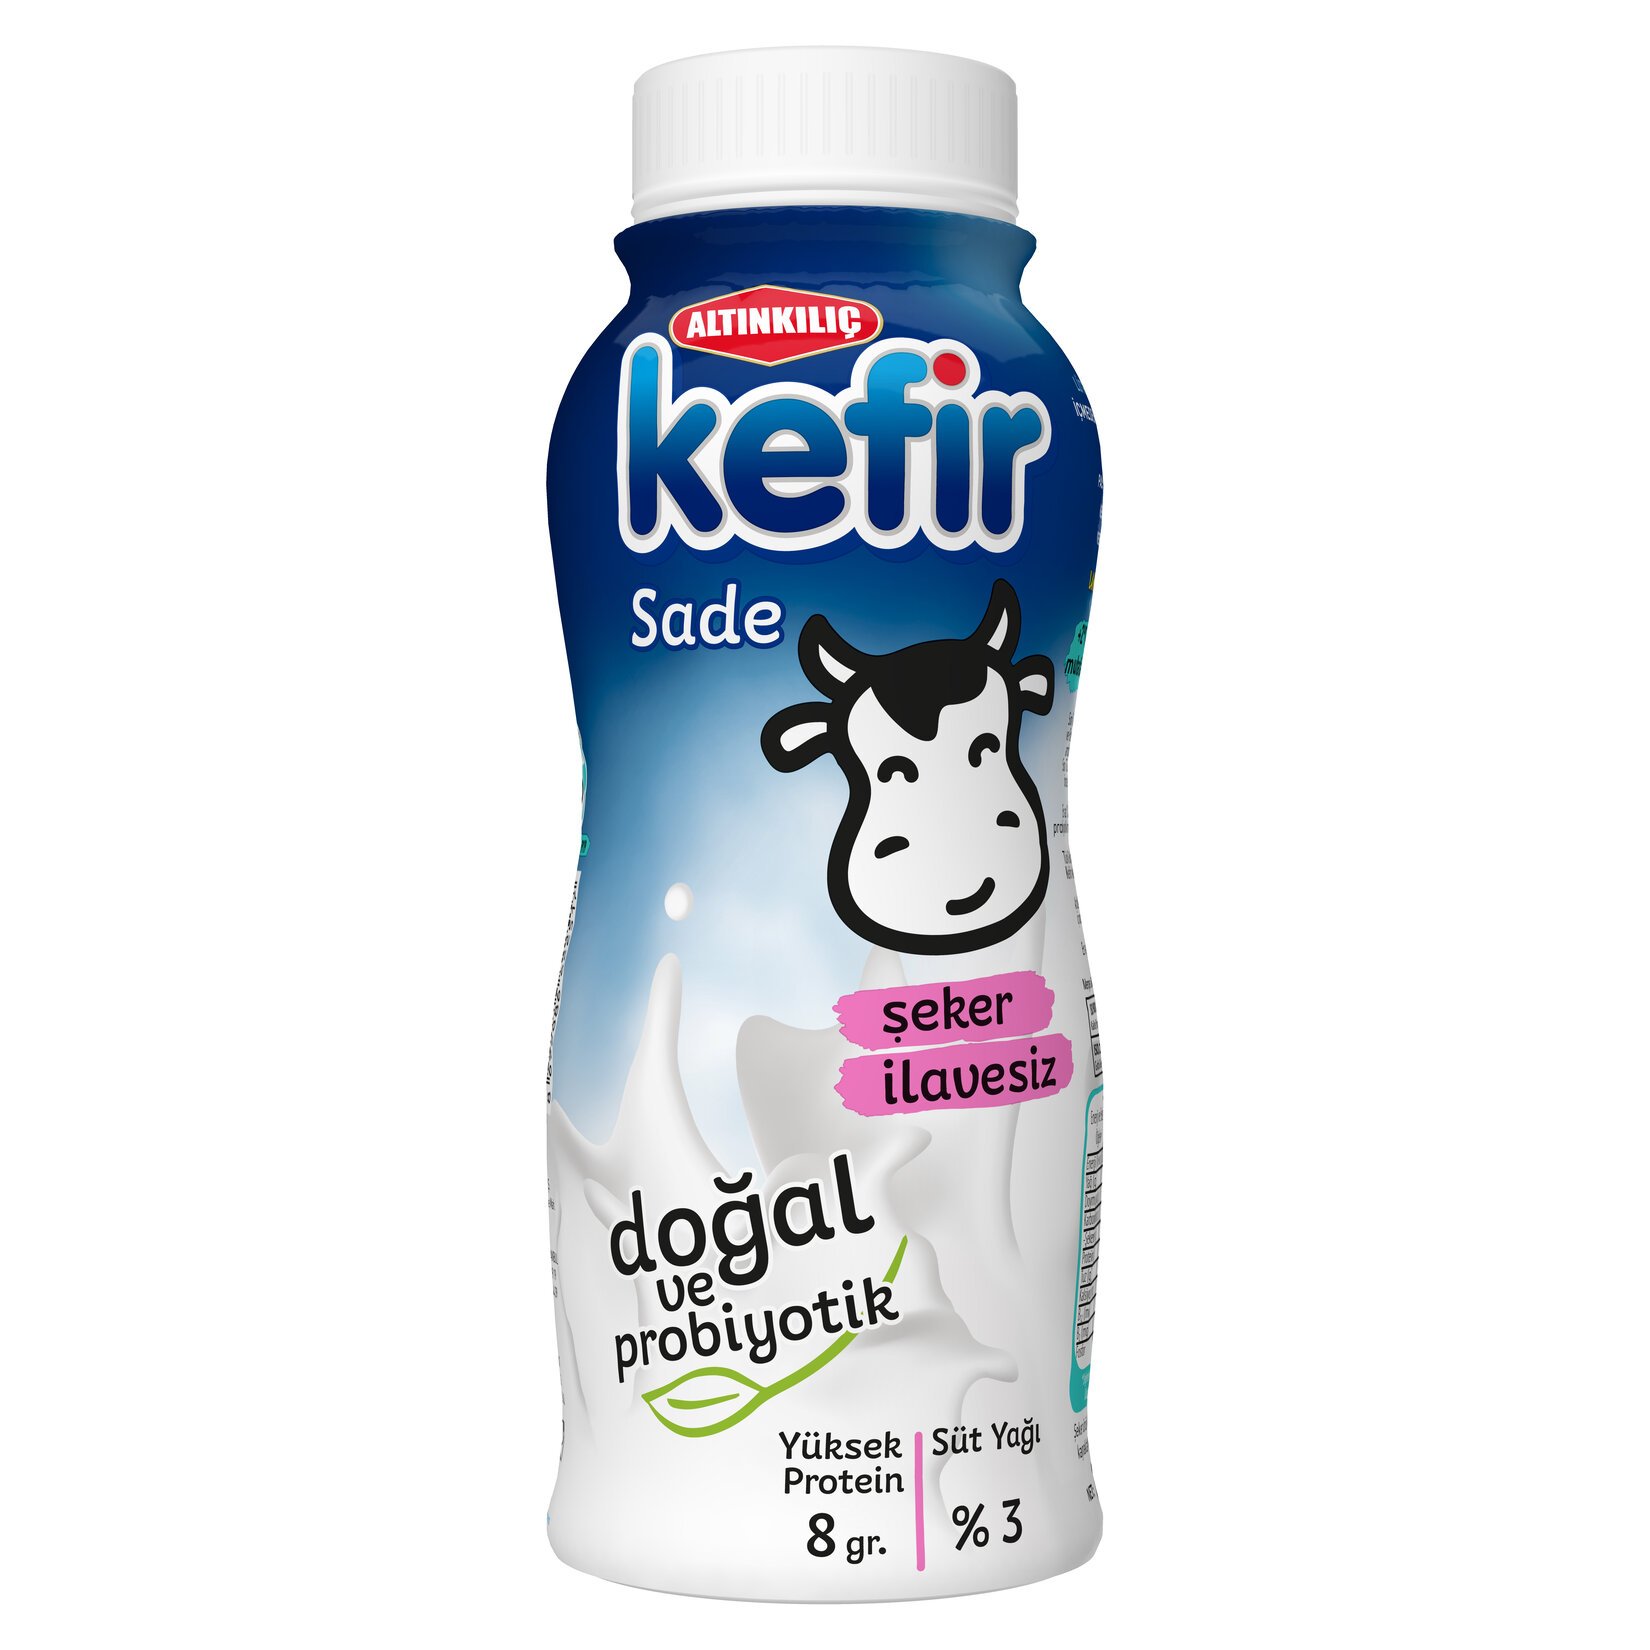 ALTINKILIÇ
kefir
Sade
şeker
ilavesiz
doğal
ve
probiyotik
Yüksek
Protein
8 gr.
Süt Yağı
% 3